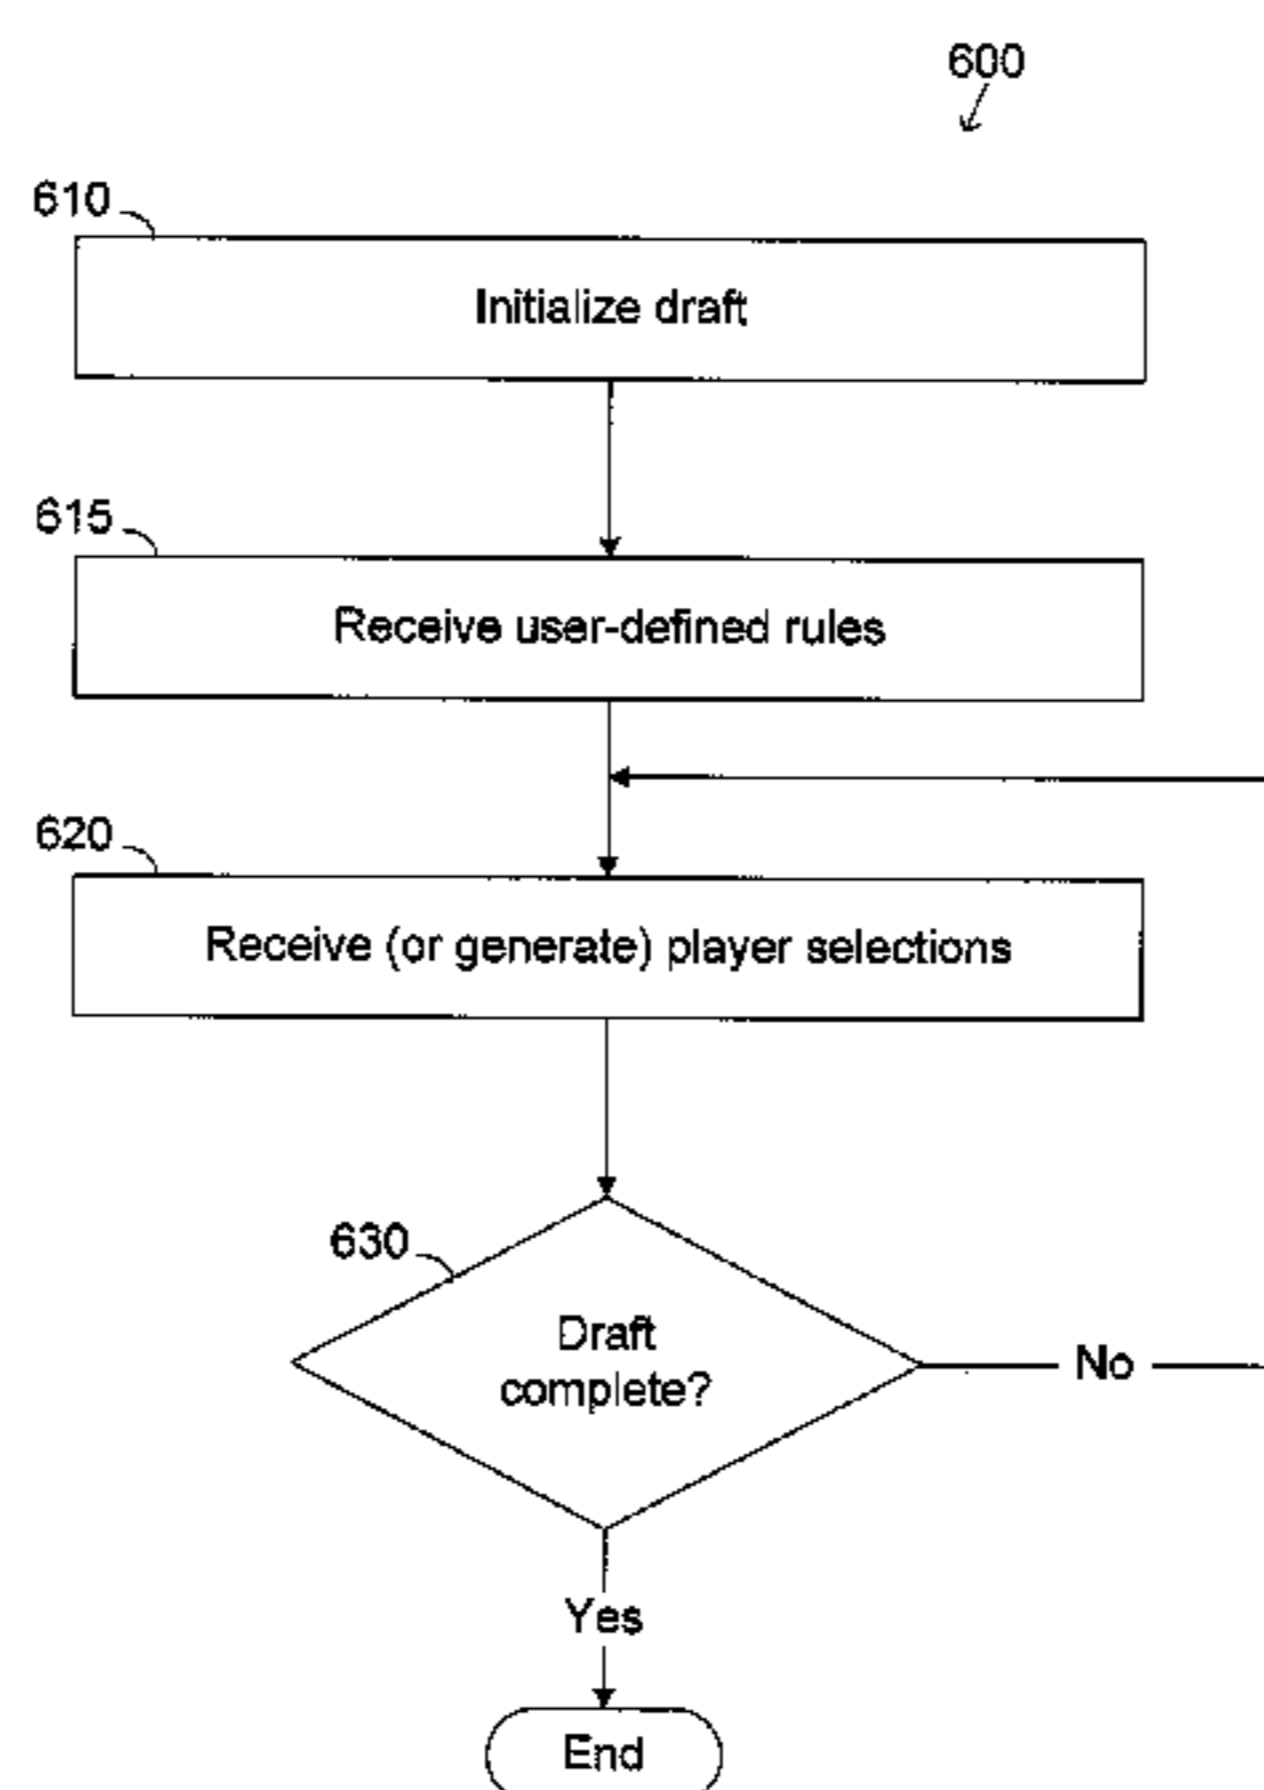 600
610
Initialize draft
615
Receive user-defined rules
620
Receive (or generate) player selections
630
Draft
complete?
No
Yes
End